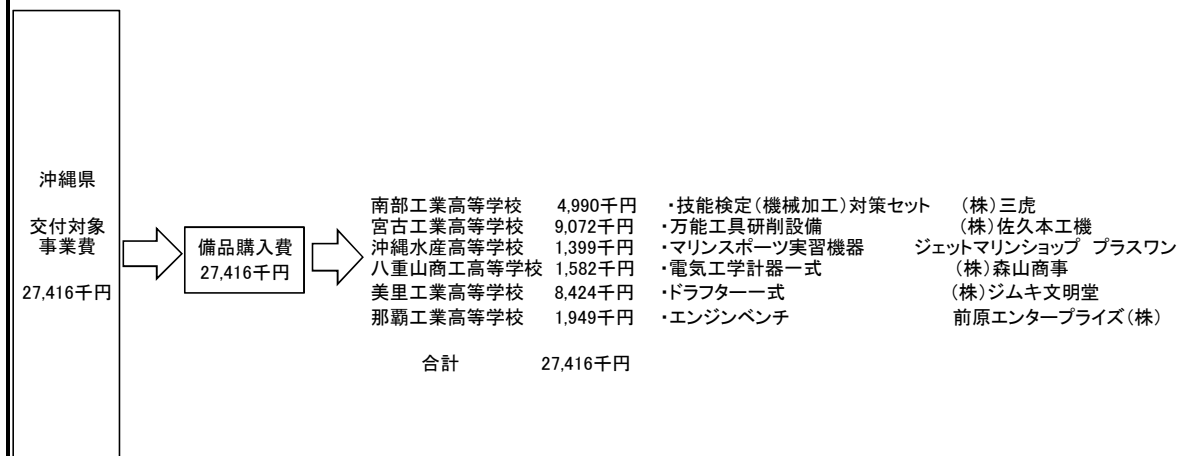 沖縄県
交付対象
事業費
27,416千円
備品購入費
27,416千円
南部工業高等学校 4,990千円 ・技能検定(機械加工)対策セット (株)三虎
宮古工業高等学校 9,072千円 ・万能工具研削設備 (株)佐久本工機
沖縄水産高等学校 1,399千円 ・マリンスポーツ実習機器 ジェットマリンショップ プラスワン
八重山商工高等学校 1,582千円 ・電気工学計器一式 (株)森山商事
美里工業高等学校 8,424千円 ・ドラフター一式 (株)ジムキ文明堂
那覇工業高等学校 1,949千円 ・エンジンベンチ 前原エンタープライズ(株)
合計 27,416千円